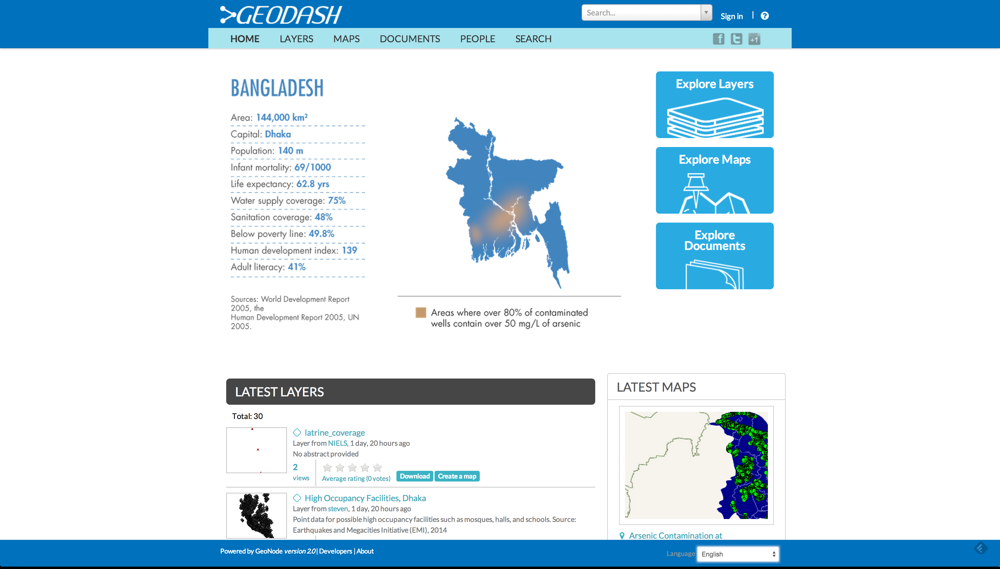 GEODASH
Search...
Sign in | ?
HOME LAYERS MAPS DOCUMENTS PEOPLE SEARCH
f t +1
BANGLADESH
Area: 144,000 km²
Capital: Dhaka
Population: 140 m
Infant mortality: 69/1000
Life expectancy: 62.8 yrs
Water supply coverage: 75%
Sanitation coverage: 48%
Below poverty line: 49.8%
Human development index: 139
Adult literacy: 41%
Sources: World Development Report
2005, the
Human Development Report 2005, UN
2005.
Areas where over 80% of contaminated
wells contain over 50 mg/L of arsenic
Explore Layers
Explore Maps
Explore
Documents
LATEST LAYERS
Total: 30
latrine_coverage
Layer from NIELS, 1 day, 20 hours ago
No abstract provided
2
views
Average rating (0 votes)
Download Create a map
High Occupancy Facilities, Dhaka
Layer from steven, 1 day, 20 hours ago
Point data for possible high occupancy facilities such as mosques, halls, and schools. Source:
Earthquakes and Megacities Initiative (EMI), 2014
LATEST MAPS
Arsenic Contamination at
Powered by GeoNode version 2.0 | Developers | About
Language English